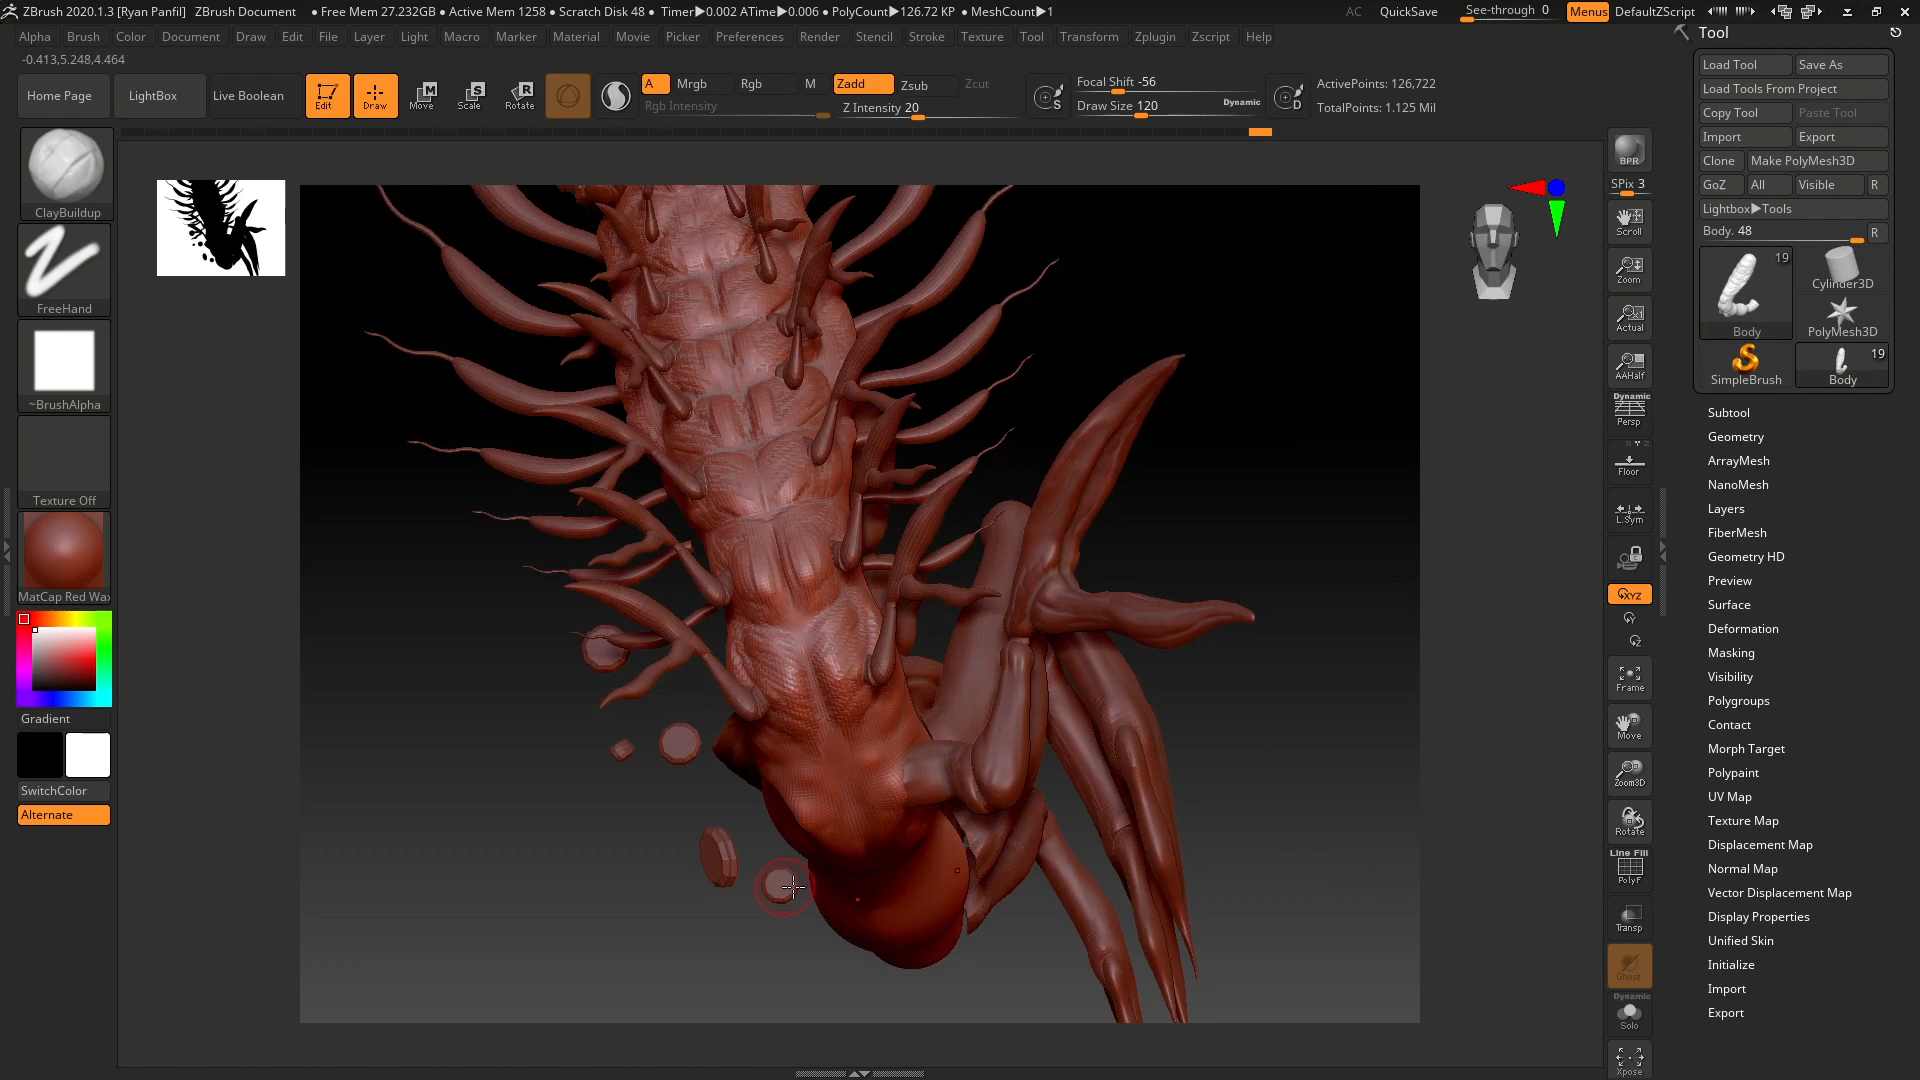 ZBrush 2020.1.3 [Ryan Panfil] ZBrush Document • Free Mem 27.232GB • Active Mem 1258 • Scratch Disk 48 • Timer▶0.002 ATime▶0.006 • PolyCount▶126.72 KP • MeshCount▶1 AC QuickSave See-through 0 Menus DefaultZScript
Alpha Brush Color Document Draw Edit File Layer Light Macro Marker Material Movie Picker Preferences Render Stencil Stroke Texture Tool Transform Zplugin Zscript Help
-0.413,5.248,4.464
Home Page LightBox Live Boolean Edit Draw Move Scale Rotate
M S R
A Mrgb Rgb M Zadd Zsub Zcut
Rgb Intensity Z Intensity 20
S Focal Shift -56
Draw Size 120 Dynamic D
ActivePoints: 126,722
TotalPoints: 1.125 Mil
ClayBuildup
FreeHand
~BrushAlpha
Texture Off
MatCap Red Wax
Gradient
SwitchColor
Alternate
BPR
SPix 3
Scroll
Zoom
Actual
AAHalf
Dynamic
Persp
Floor
L.Sym
XYZ
Y
Z
Frame
Move
Zoom3D
Rotate
Line Fill
PolyF
Transp
Ghost
Dynamic
Solo
Xpose
Tool
Load Tool Save As
Load Tools From Project
Copy Tool Paste Tool
Import Export
Clone Make PolyMesh3D
GoZ All Visible R
Lightbox▶Tools
Body. 48 R
19
Cylinder3D
Body PolyMesh3D
19
SimpleBrush Body
Subtool
Geometry
ArrayMesh
NanoMesh
Layers
FiberMesh
Geometry HD
Preview
Surface
Deformation
Masking
Visibility
Polygroups
Contact
Morph Target
Polypaint
UV Map
Texture Map
Displacement Map
Normal Map
Vector Displacement Map
Display Properties
Unified Skin
Initialize
Import
Export